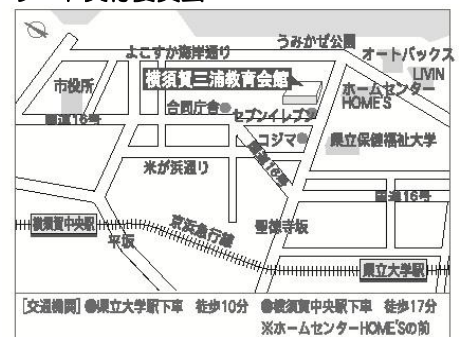 うみかぜ公園
よこすか海岸通り
オートバックス
LIVIN
横須賀三浦教育会館
市役所
ホームセンター
HOME'S
合同庁舎
セブンイレブン
国道16号
コジマ
県立保健福祉大学
米が浜通り
国道16号
国道16号
横須賀中央駅
平坂
京浜急行線
聖徳寺坂
県立大学駅
[交通機関] ●県立大学駅下車 徒歩10分 ●横須賀中央駅下車 徒歩17分
※ホームセンターHOME'Sの前